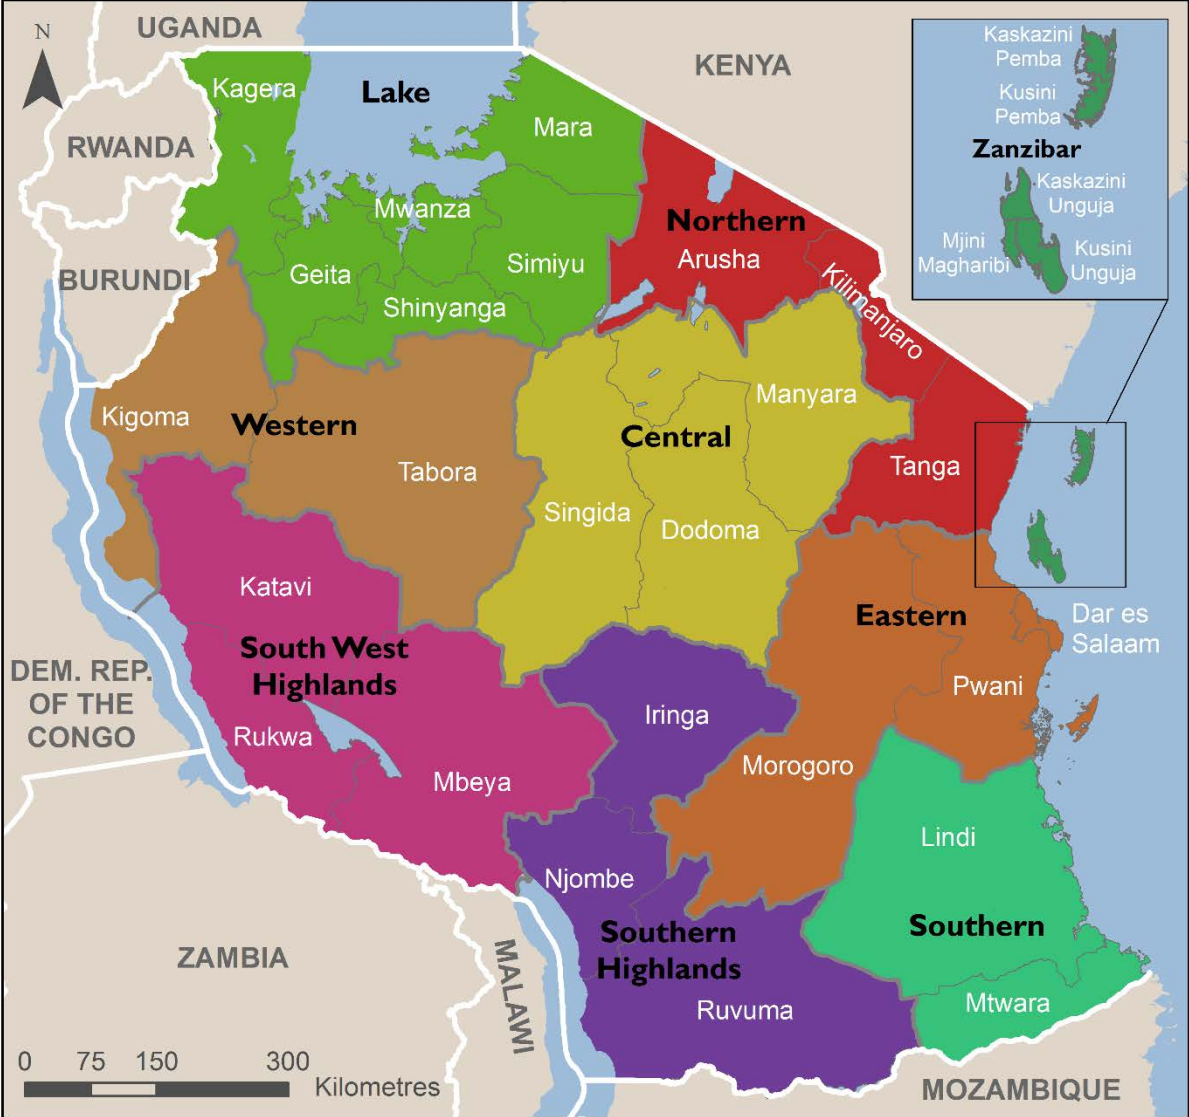 UGANDA
N
KENYA
Kaskazini
Pemba
Kusini
Pemba
Zanzibar
Kaskazini
Unguja
Mjini
Magharibi
Kusini
Unguja
Kagera
Lake
Mara
RWANDA
Mwanza
Northern
Arusha
BURUNDI
Geita
Simiyu
Kilimanjaro
Shinyanga
Kigoma
Western
Manyara
Central
Tabora
Tanga
Singida
Dodoma
Katavi
Eastern
Dar es
Salaam
South West
Highlands
DEM. REP.
OF THE
CONGO
Pwani
Iringa
Rukwa
Mbeya
Morogoro
Lindi
Njombe
Southern
Southern
Highlands
ZAMBIA
MALAWI
Ruvuma
Mtwara
0 75 150 300
Kilometres
MOZAMBIQUE